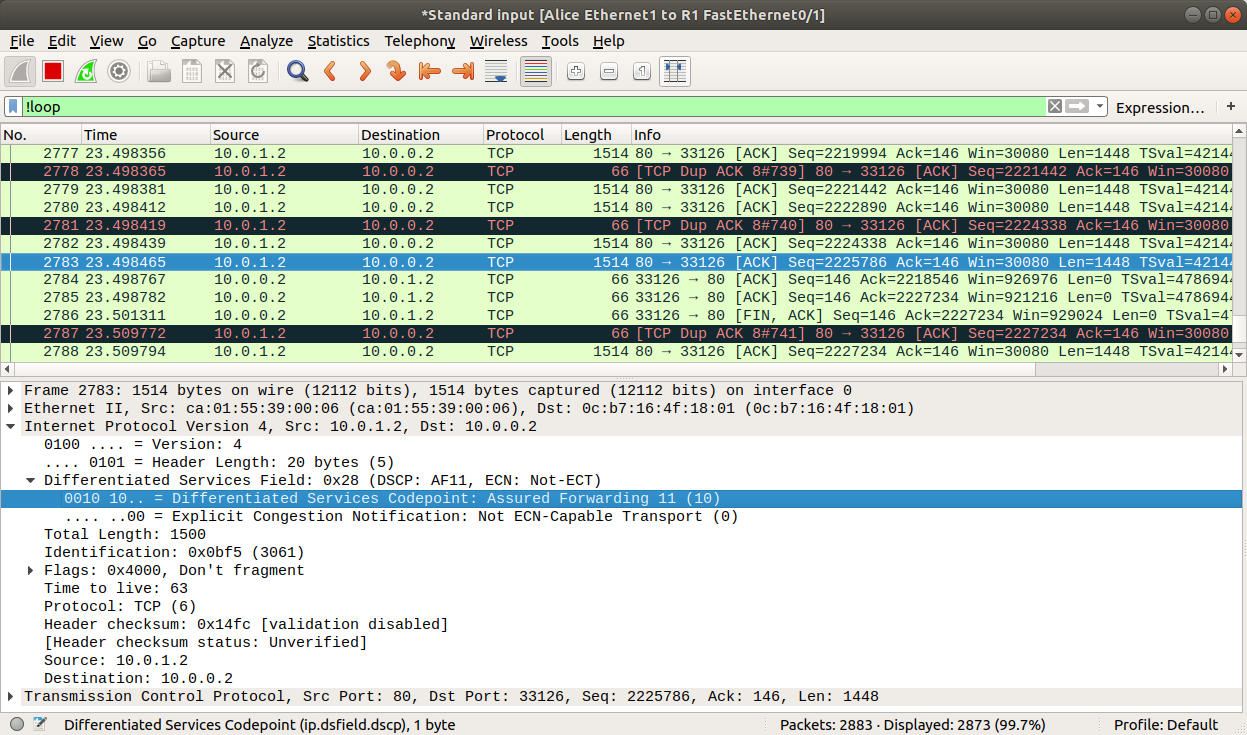 *Standard input [Alice Ethernet1 to R1 FastEthernet0/1]
File Edit View Go Capture Analyze Statistics Telephony Wireless Tools Help
!loop Expression… +
No. Time Source Destination Protocol Length Info
2777 23.498356 10.0.1.2 10.0.0.2 TCP 1514 80 → 33126 [ACK] Seq=2219994 Ack=146 Win=30080 Len=1448 TSval=42144
2778 23.498365 10.0.1.2 10.0.0.2 TCP 66 [TCP Dup ACK 8#739] 80 → 33126 [ACK] Seq=2221442 Ack=146 Win=30080
2779 23.498381 10.0.1.2 10.0.0.2 TCP 1514 80 → 33126 [ACK] Seq=2221442 Ack=146 Win=30080 Len=1448 TSval=42144
2780 23.498412 10.0.1.2 10.0.0.2 TCP 1514 80 → 33126 [ACK] Seq=2222890 Ack=146 Win=30080 Len=1448 TSval=42144
2781 23.498419 10.0.1.2 10.0.0.2 TCP 66 [TCP Dup ACK 8#740] 80 → 33126 [ACK] Seq=2224338 Ack=146 Win=30080
2782 23.498439 10.0.1.2 10.0.0.2 TCP 1514 80 → 33126 [ACK] Seq=2224338 Ack=146 Win=30080 Len=1448 TSval=42144
2783 23.498465 10.0.1.2 10.0.0.2 TCP 1514 80 → 33126 [ACK] Seq=2225786 Ack=146 Win=30080 Len=1448 TSval=42144
2784 23.498767 10.0.0.2 10.0.1.2 TCP 66 33126 → 80 [ACK] Seq=146 Ack=2218546 Win=926976 Len=0 TSval=4786944
2785 23.498782 10.0.0.2 10.0.1.2 TCP 66 33126 → 80 [ACK] Seq=146 Ack=2227234 Win=921216 Len=0 TSval=4786944
2786 23.501311 10.0.0.2 10.0.1.2 TCP 66 33126 → 80 [FIN, ACK] Seq=146 Ack=2227234 Win=929024 Len=0 TSval=47
2787 23.509772 10.0.1.2 10.0.0.2 TCP 66 [TCP Dup ACK 8#741] 80 → 33126 [ACK] Seq=2227234 Ack=146 Win=30080
2788 23.509794 10.0.1.2 10.0.0.2 TCP 1514 80 → 33126 [ACK] Seq=2227234 Ack=146 Win=30080 Len=1448 TSval=42144
Frame 2783: 1514 bytes on wire (12112 bits), 1514 bytes captured (12112 bits) on interface 0
Ethernet II, Src: ca:01:55:39:00:06 (ca:01:55:39:00:06), Dst: 0c:b7:16:4f:18:01 (0c:b7:16:4f:18:01)
Internet Protocol Version 4, Src: 10.0.1.2, Dst: 10.0.0.2
0100 .... = Version: 4
.... 0101 = Header Length: 20 bytes (5)
Differentiated Services Field: 0x28 (DSCP: AF11, ECN: Not-ECT)
0010 10.. = Differentiated Services Codepoint: Assured Forwarding 11 (10)
.... ..00 = Explicit Congestion Notification: Not ECN-Capable Transport (0)
Total Length: 1500
Identification: 0x0bf5 (3061)
Flags: 0x4000, Don't fragment
Time to live: 63
Protocol: TCP (6)
Header checksum: 0x14fc [validation disabled]
[Header checksum status: Unverified]
Source: 10.0.1.2
Destination: 10.0.0.2
Transmission Control Protocol, Src Port: 80, Dst Port: 33126, Seq: 2225786, Ack: 146, Len: 1448
Differentiated Services Codepoint (ip.dsfield.dscp), 1 byte Packets: 2883 · Displayed: 2873 (99.7%) Profile: Default